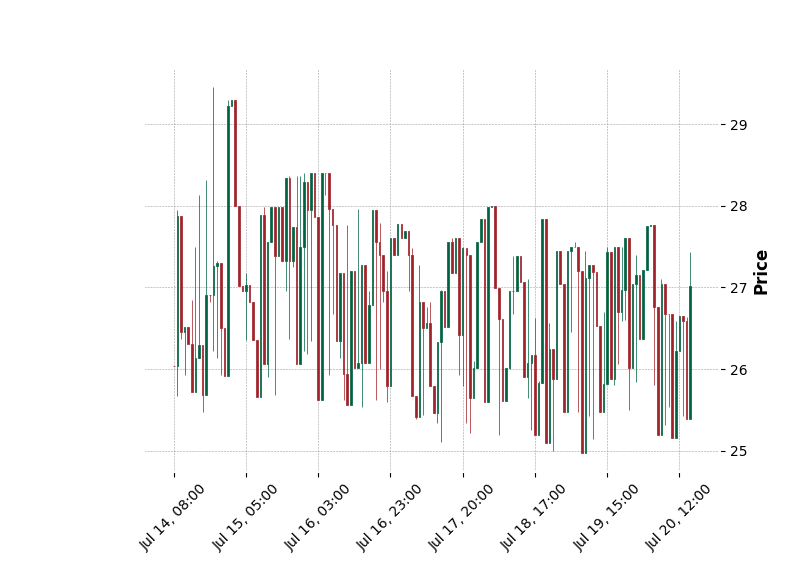 29
28
27
26
25
Price
Jul 14, 08:00
Jul 15, 05:00
Jul 16, 03:00
Jul 16, 23:00
Jul 17, 20:00
Jul 18, 17:00
Jul 19, 15:00
Jul 20, 12:00